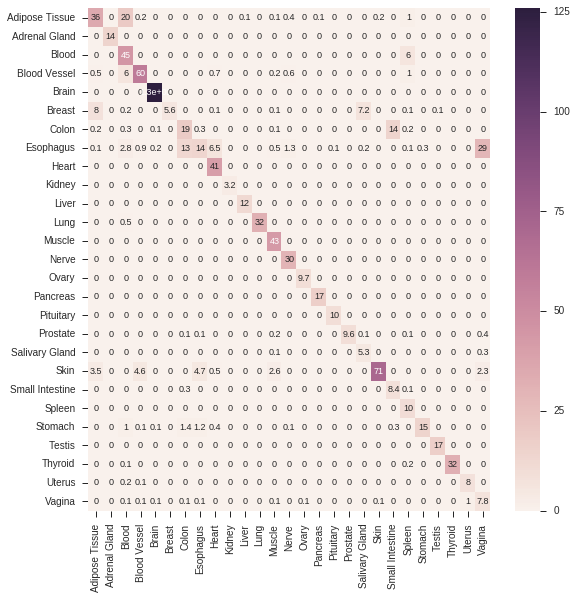 Adipose Tissue 36 0 20 0.2 0 0 0 0 0 0 0.1 0 0.1 0.4 0 0.1 0 0 0 0.2 0 1 0 0 0 0 0
Adrenal Gland 0 14 0 0 0 0 0 0 0 0 0 0 0 0 0 0 0 0 0 0 0 0 0 0 0 0 0
Blood 0 0 45 0 0 0 0 0 0 0 0 0 0 0 0 0 0 0 0 0 0 6 0 0 0 0 0
Blood Vessel 0.5 0 6 60 0 0 0 0 0.7 0 0 0 0.2 0.6 0 0 0 0 0 0 0 1 0 0 0 0 0
Brain 0 0 0 0 3e+ 0 0 0 0 0 0 0 0 0 0 0 0 0 0 0 0 0 0 0 0 0 0
Breast 8 0 0.2 0 0 5.6 0 0 0.1 0 0 0 0.1 0 0 0 0 0 7.2 0 0 0.1 0 0.1 0 0 0
Colon 0.2 0 0.3 0 0.1 0 19 0.3 0 0 0 0 0.1 0 0 0 0 0 0 0 14 0.2 0 0 0 0 0
Esophagus 0.1 0 2.8 0.9 0.2 0 13 14 6.5 0 0 0 0.5 1.3 0 0 0.1 0 0.2 0 0 0.1 0.3 0 0 0 29
Heart 0 0 0 0 0 0 0 0 41 0 0 0 0 0 0 0 0 0 0 0 0 0 0 0 0 0 0
Kidney 0 0 0 0 0 0 0 0 0 3.2 0 0 0 0 0 0 0 0 0 0 0 0 0 0 0 0 0
Liver 0 0 0 0 0 0 0 0 0 0 12 0 0 0 0 0 0 0 0 0 0 0 0 0 0 0 0
Lung 0 0 0.5 0 0 0 0 0 0 0 0 32 0 0 0 0 0 0 0 0 0 0 0 0 0 0 0
Muscle 0 0 0 0 0 0 0 0 0 0 0 0 43 0 0 0 0 0 0 0 0 0 0 0 0 0 0
Nerve 0 0 0 0 0 0 0 0 0 0 0 0 0 30 0 0 0 0 0 0 0 0 0 0 0 0 0
Ovary 0 0 0 0 0 0 0 0 0 0 0 0 0 0 9.7 0 0 0 0 0 0 0 0 0 0 0 0
Pancreas 0 0 0 0 0 0 0 0 0 0 0 0 0 0 0 17 0 0 0 0 0 0 0 0 0 0 0
Pituitary 0 0 0 0 0 0 0 0 0 0 0 0 0 0 0 0 10 0 0 0 0 0 0 0 0 0 0
Prostate 0 0 0 0 0 0 0.1 0.1 0 0 0 0 0.2 0 0 0 0 9.6 0.1 0 0 0.1 0 0 0 0 0.4
Salivary Gland 0 0 0 0 0 0 0 0 0 0 0 0 0.1 0 0 0 0 0 5.3 0 0 0 0 0 0 0 0.3
Skin 3.5 0 0 4.6 0 0 0 4.7 0.5 0 0 0 2.6 0 0 0 0 0 0 71 0 0 0 0 0 0 2.3
Small Intestine 0 0 0 0 0 0 0.3 0 0 0 0 0 0 0 0 0 0 0 0 0 8.4 0.1 0 0 0 0 0
Spleen 0 0 0 0 0 0 0 0 0 0 0 0 0 0 0 0 0 0 0 0 0 10 0 0 0 0 0
Stomach 0 0 1 0.1 0.1 0 1.4 1.2 0.4 0 0 0 0 0.1 0 0 0 0 0 0 0.3 0 15 0 0 0 0
Testis 0 0 0 0 0 0 0 0 0 0 0 0 0 0 0 0 0 0 0 0 0 0 0 17 0 0 0
Thyroid 0 0 0.1 0 0 0 0 0 0 0 0 0 0 0 0 0 0 0 0 0 0 0.2 0 0 32 0 0
Uterus 0 0 0.2 0.1 0 0 0 0 0 0 0 0 0 0 0 0 0 0 0 0 0 0 0 0 0 8 0
Vagina 0 0 0.1 0.1 0.1 0 0.1 0.1 0 0 0 0 0.1 0 0.1 0 0 0 0 0.1 0 0 0 0 0 1 7.8
Adipose Tissue
Adrenal Gland
Blood
Blood Vessel
Brain
Breast
Colon
Esophagus
Heart
Kidney
Liver
Lung
Muscle
Nerve
Ovary
Pancreas
Pituitary
Prostate
Salivary Gland
Skin
Small Intestine
Spleen
Stomach
Testis
Thyroid
Uterus
Vagina
125
100
75
50
25
0